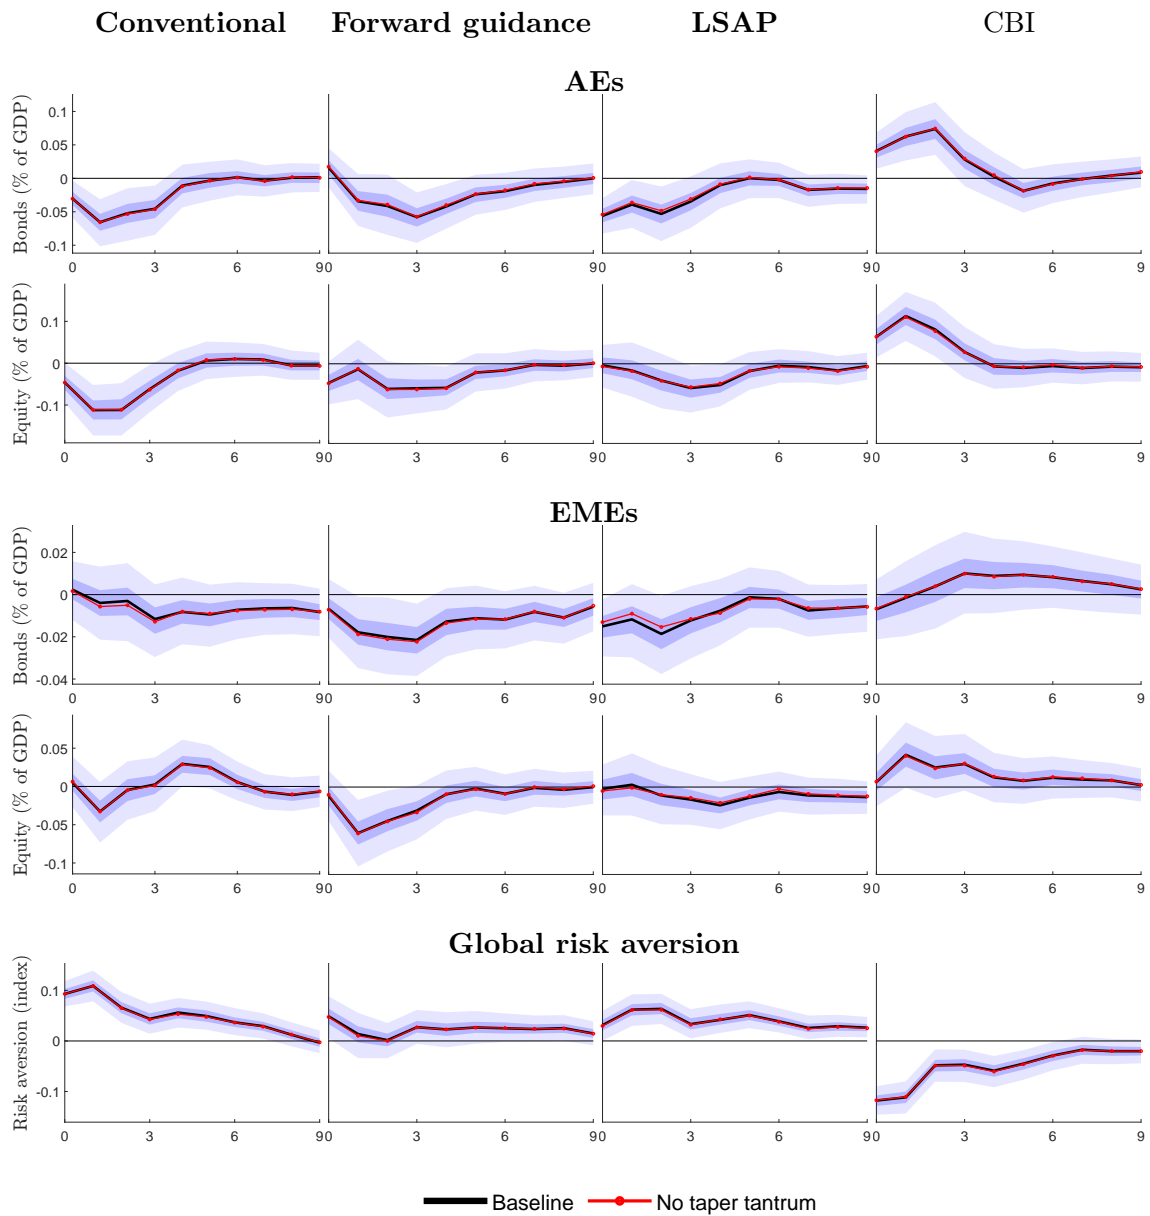 Conventional Forward guidance LSAP CBI
AEs
Bonds (% of GDP)
0.1
0.05
0
-0.05
-0.1
0 3 6 90 3 6 90 3 6 90 3 6 9
Equity (% of GDP)
0.1
0
-0.1
0 3 6 90 3 6 90 3 6 90 3 6 9
EMEs
Bonds (% of GDP)
0.02
0
-0.02
-0.04
0 3 6 90 3 6 90 3 6 90 3 6 9
Equity (% of GDP)
0.05
0
-0.05
-0.1
0 3 6 90 3 6 90 3 6 90 3 6 9
Global risk aversion
Risk aversion (index)
0.1
0
-0.1
0 3 6 90 3 6 90 3 6 90 3 6 9
Baseline No taper tantrum